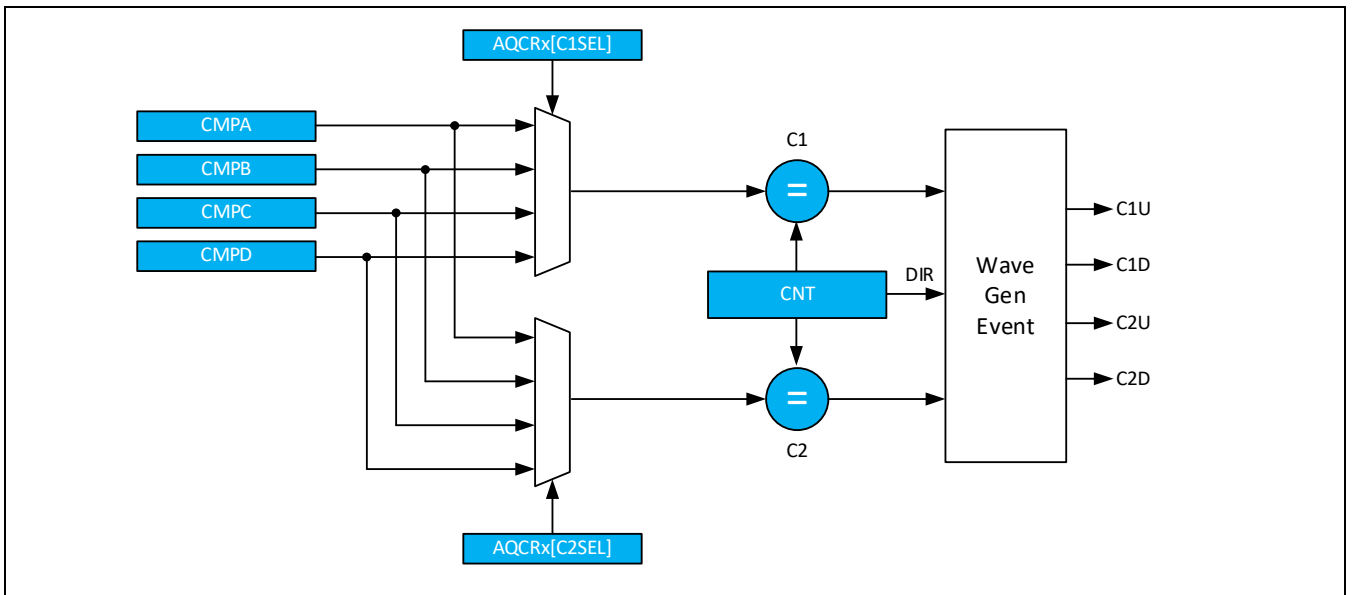 AQCRx[C1SEL]
CMPA
CMPB
CMPC
CMPD
C1
=
CNT
DIR
=
C2
Wave
Gen
Event
C1U
C1D
C2U
C2D
AQCRx[C2SEL]